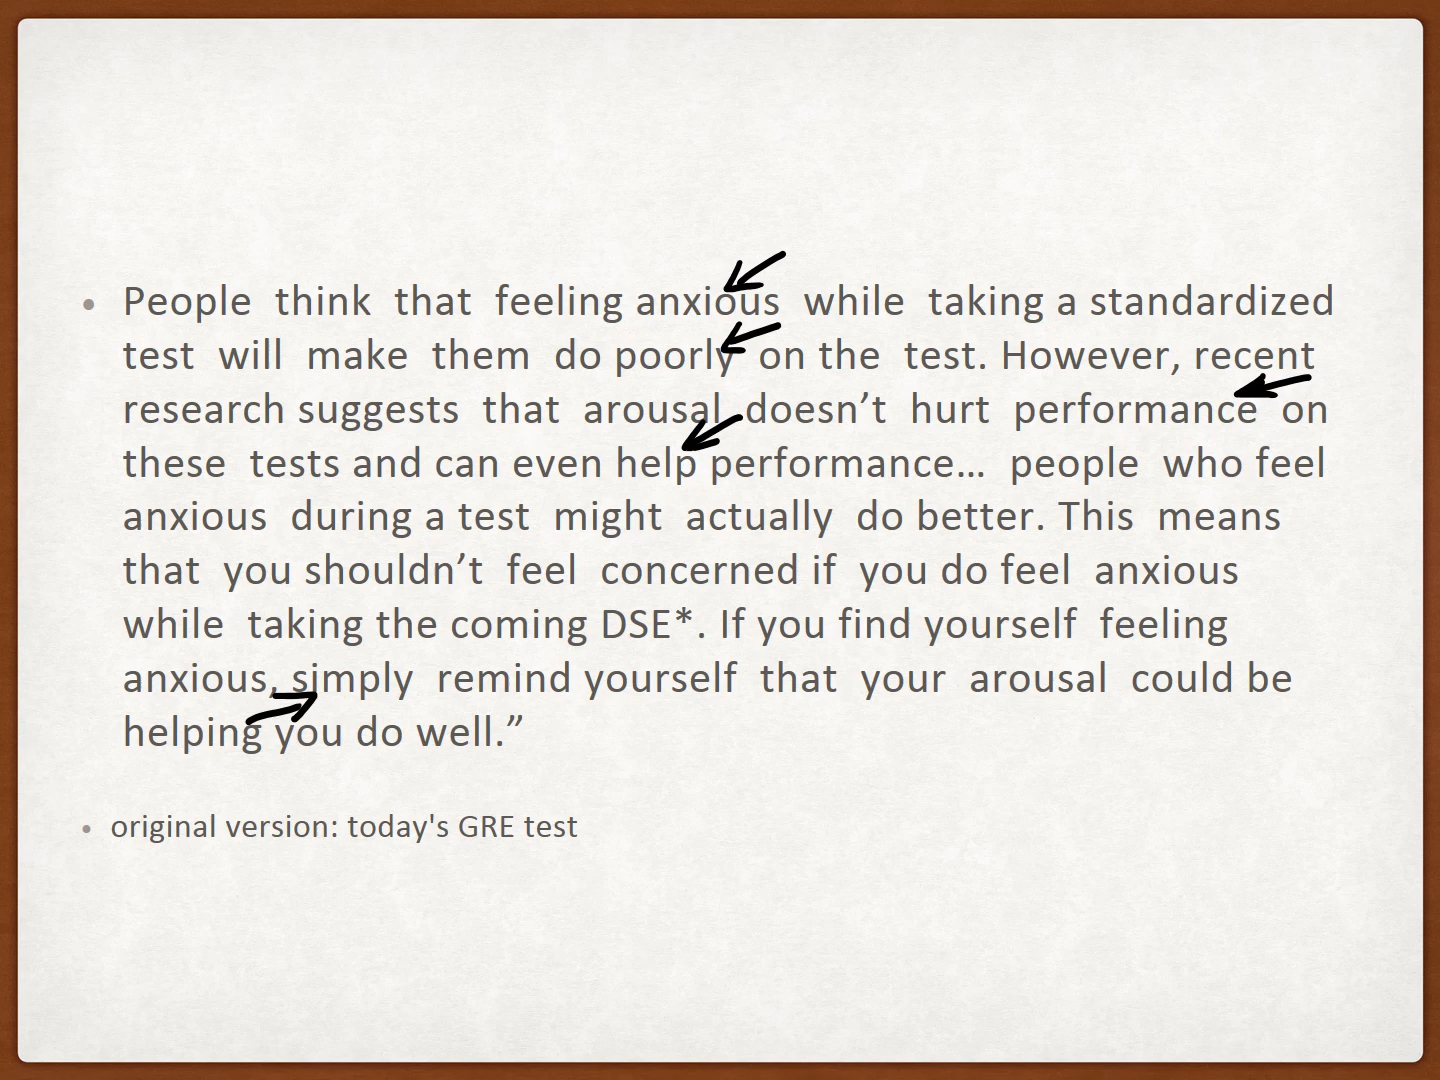 • People think that feeling anxious while taking a standardized
test will make them do poorly on the test. However, recent
research suggests that arousal doesn’t hurt performance on
these tests and can even help performance… people who feel
anxious during a test might actually do better. This means
that you shouldn’t feel concerned if you do feel anxious
while taking the coming DSE*. If you find yourself feeling
anxious, simply remind yourself that your arousal could be
helping you do well.”
• original version: today's GRE test